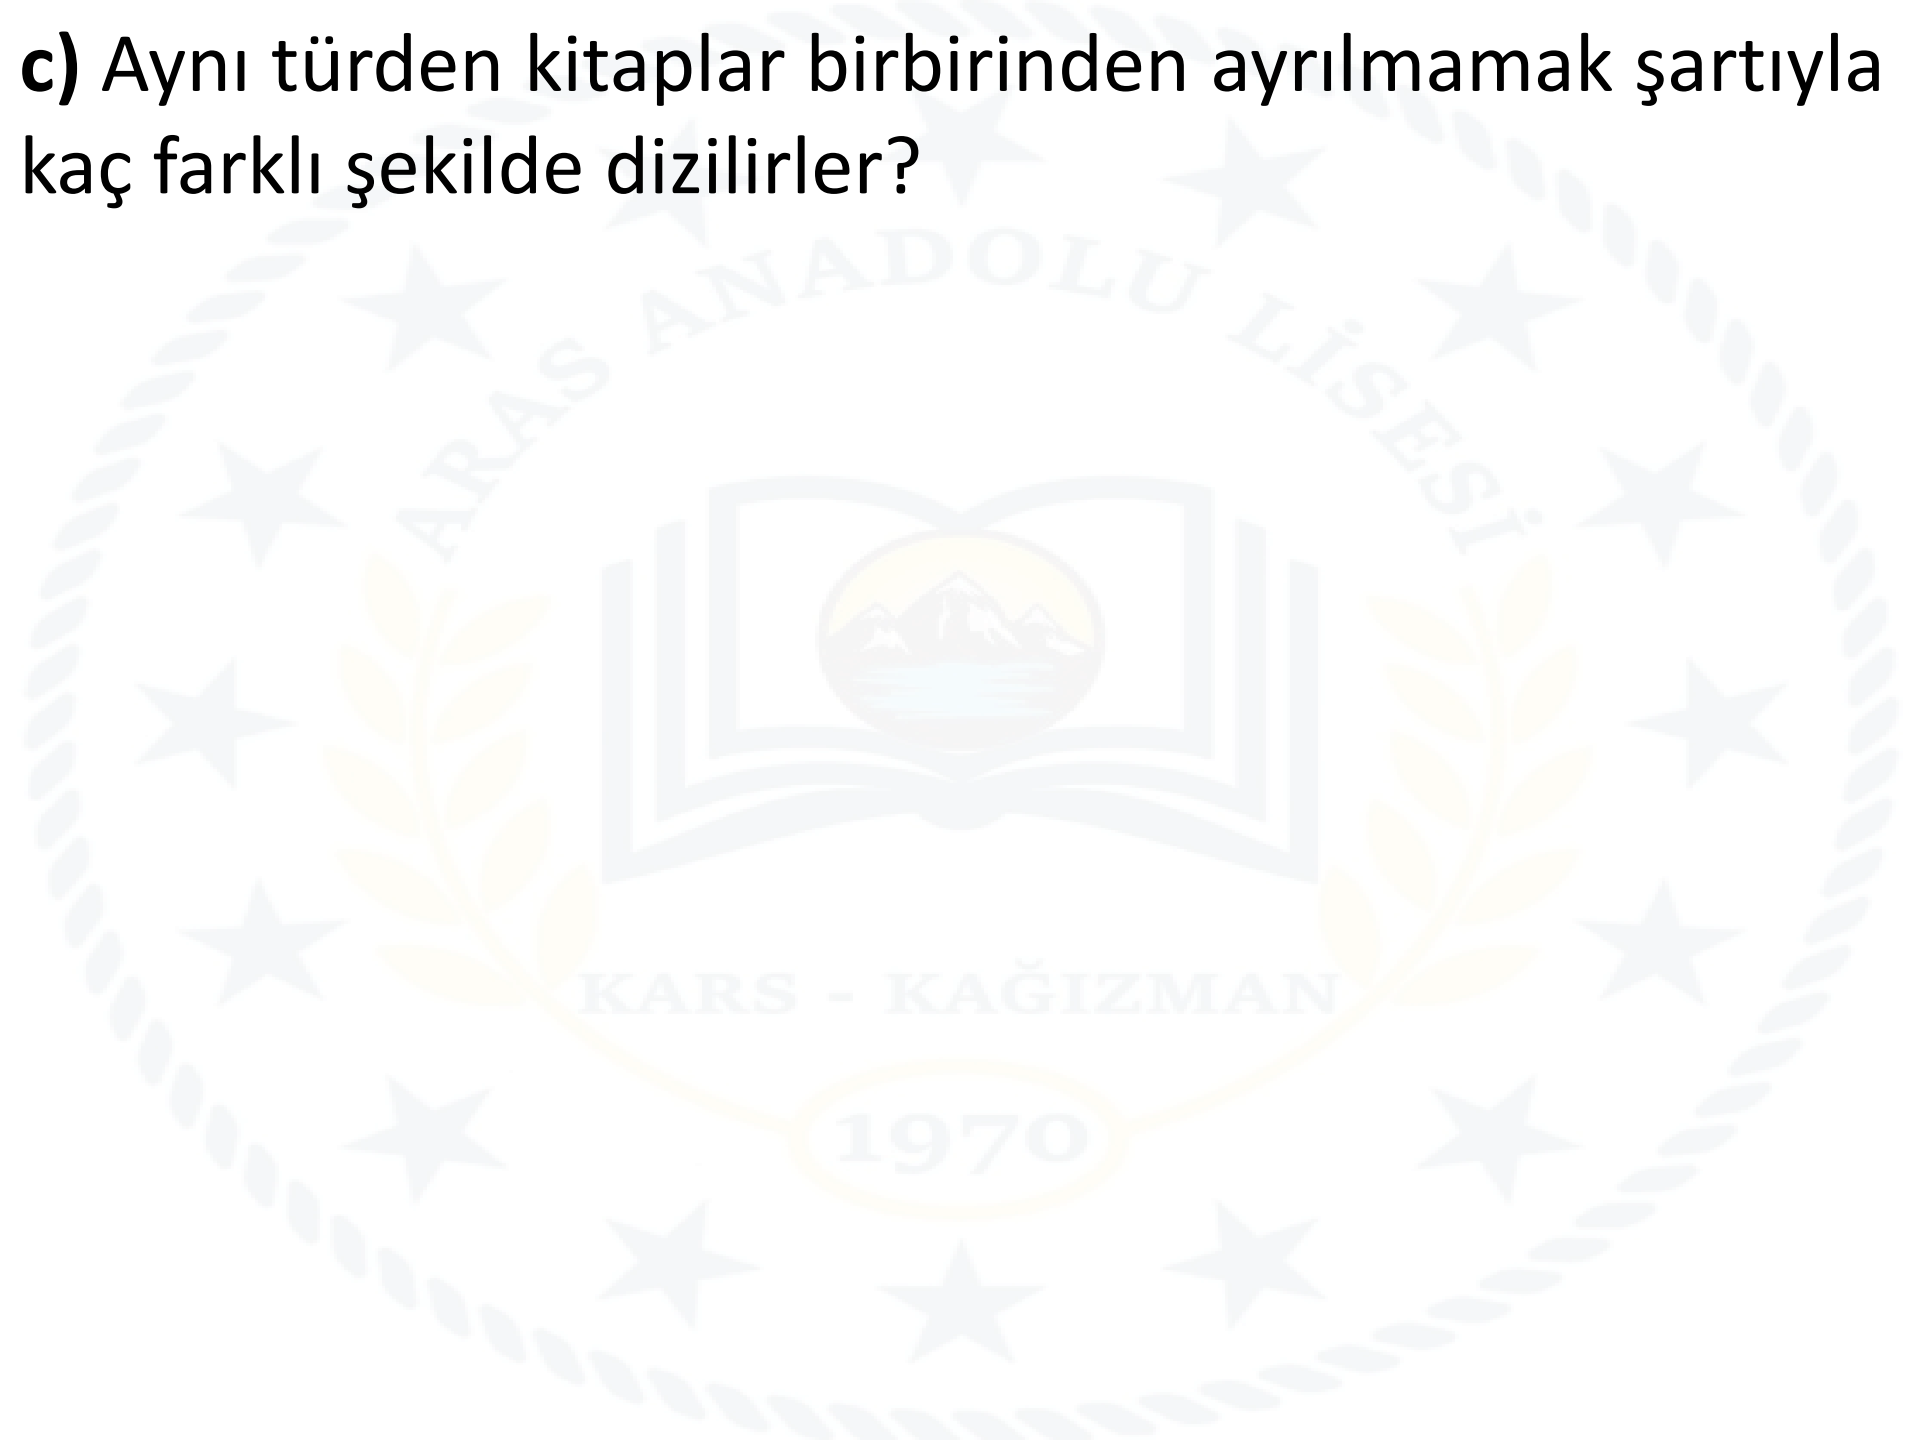 c) Aynı türden kitaplar birbirinden ayrılmamak şartıyla
kaç farklı şekilde dizilirler?
ARAS ANADOLU LİSESİ
KARS - KAĞIZMAN
1970